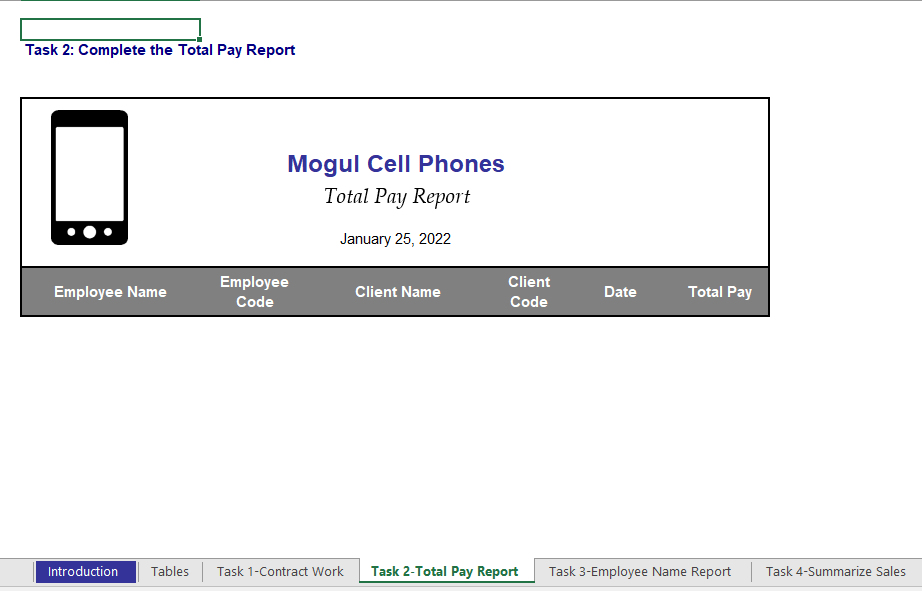 Task 2: Complete the Total Pay Report
Mogul Cell Phones
Total Pay Report
January 25, 2022
Employee Name
Employee
Code
Client Name
Client
Code
Date
Total Pay
Introduction
Tables
Task 1-Contract Work
Task 2-Total Pay Report
Task 3-Employee Name Report
Task 4-Summarize Sales